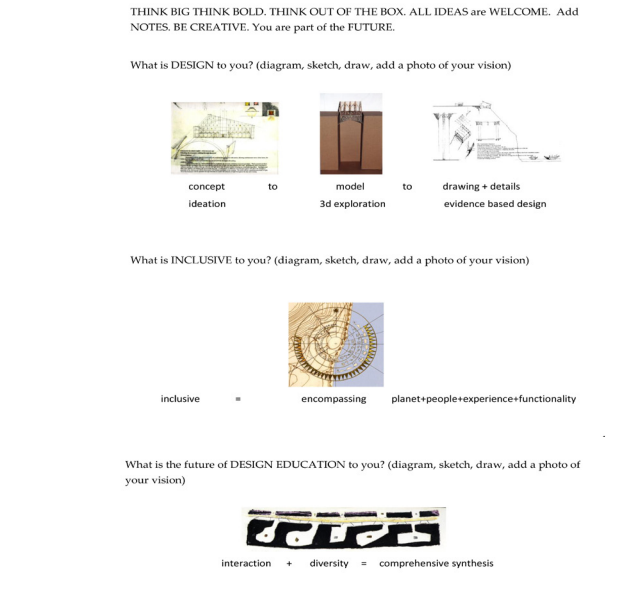 THINK BIG THINK BOLD. THINK OUT OF THE BOX. ALL IDEAS are WELCOME. Add
NOTES. BE CREATIVE. You are part of the FUTURE.
What is DESIGN to you? (diagram, sketch, draw, add a photo of your vision)
concept to model to drawing + details
ideation 3d exploration evidence based design
What is INCLUSIVE to you? (diagram, sketch, draw, add a photo of your vision)
inclusive = encompassing planet+people+experience+functionality
What is the future of DESIGN EDUCATION to you? (diagram, sketch, draw, add a photo of
your vision)
interaction + diversity = comprehensive synthesis